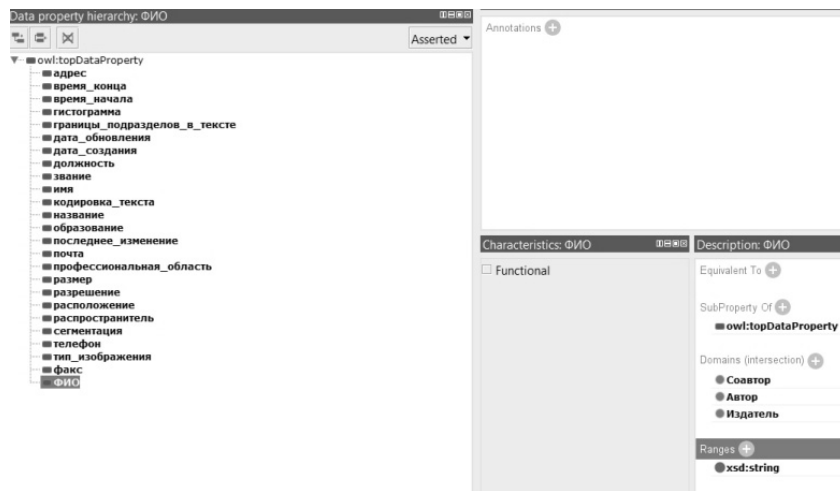 Data property hierarchy: ФИО
Asserted
owl:topDataProperty
адрес
время_конца
время_начала
гистограмма
границы_подразделов_в_тексте
дата_обновления
дата_создания
должность
звание
имя
кодировка_текста
название
образование
последнее_изменение
почта
профессиональная_область
размер
разрешение
расположение
распространитель
сегментация
телефон
тип_изображения
факс
ФИО
Annotations
Characteristics: ФИО
Functional
Description: ФИО
Equivalent To
SubProperty Of
owl:topDataProperty
Domains (intersection)
Соавтор
Автор
Издатель
Ranges
xsd:string